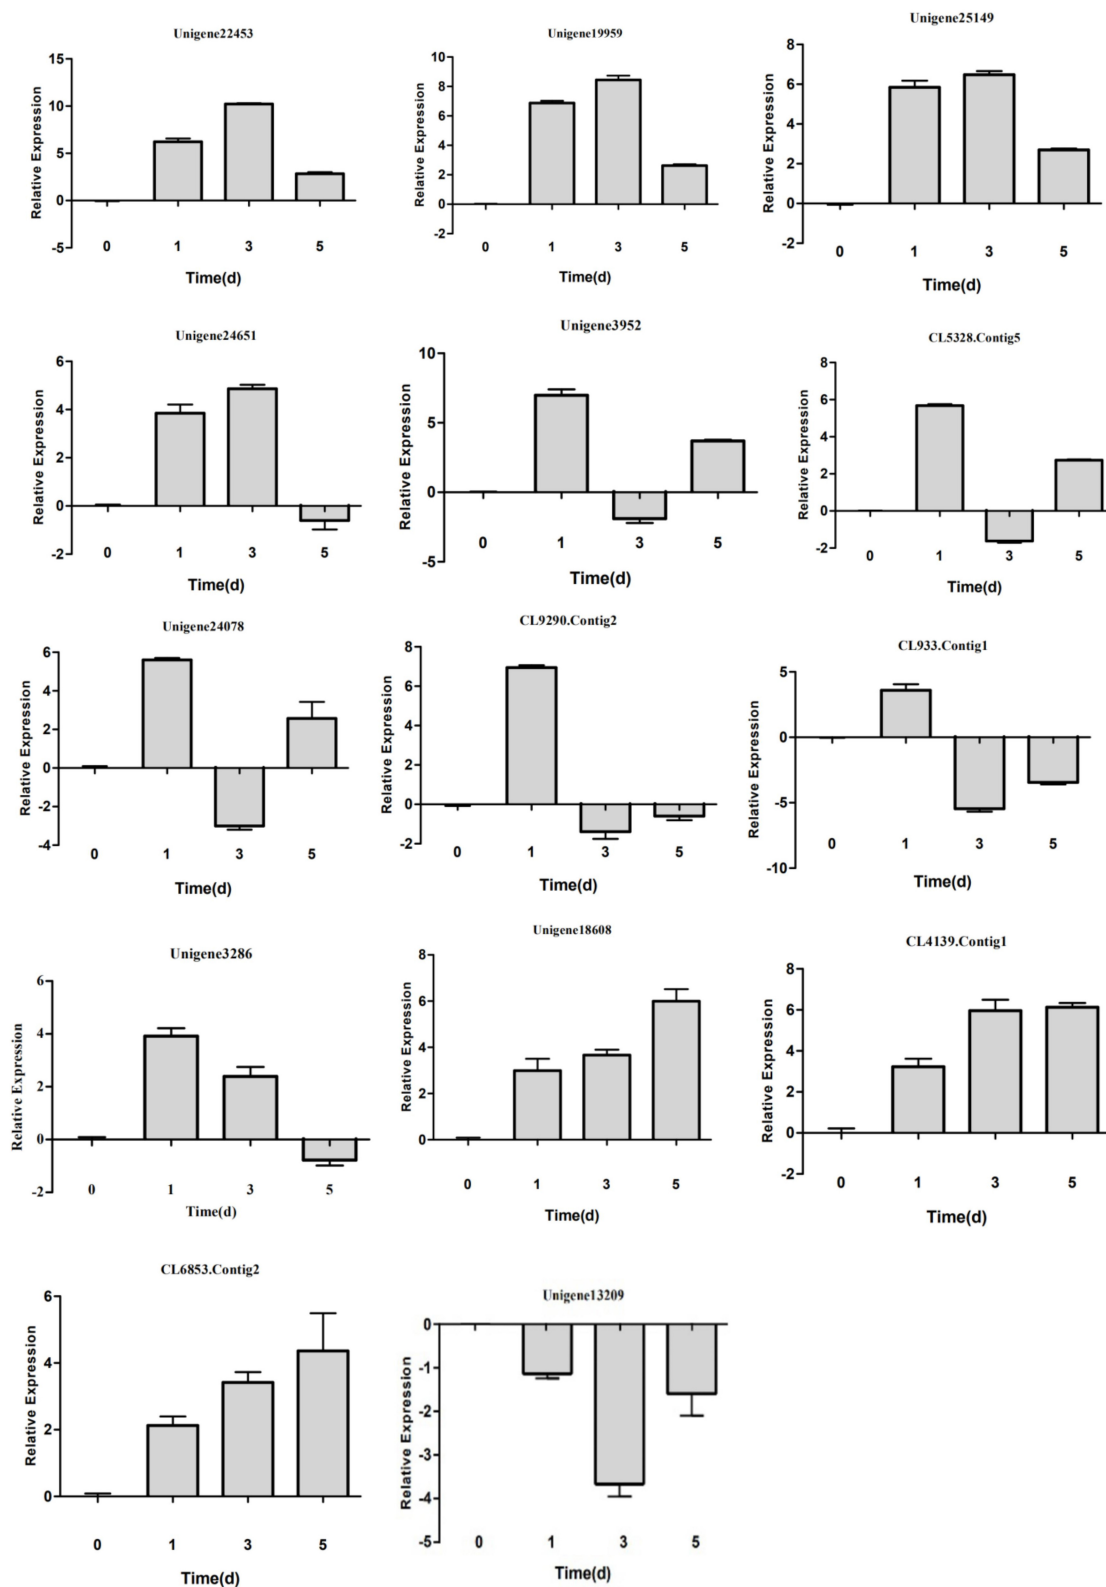 Unigene22453
Relative Expression
15
10
5
0
-5
0 1 3 5
Time(d)
Unigene19959
Relative Expression
10
8
6
4
2
0
-2
0 1 3 5
Time(d)
Unigene25149
Relative Expression
8
6
4
2
0
-2
0 1 3 5
Time(d)
Unigene24651
Relative Expression
6
4
2
0
-2
0 1 3 5
Time(d)
Unigene3952
Relative Expression
10
5
0
-5
0 1 3 5
Time(d)
CL5328.Contig5
Relative Expression
8
6
4
2
0
-2
0 1 3 5
Time(d)
Unigene24078
Relative Expression
6
4
2
0
-2
-4
0 1 3 5
Time(d)
CL9290.Contig2
Relative Expression
8
6
4
2
0
-2
0 1 3 5
Time(d)
CL933.Contig1
Relative Expression
5
0
-5
-10
0 1 3 5
Time(d)
Unigene3286
Relative Expression
6
4
2
0
-2
0 1 3 5
Time(d)
Unigene18608
Relative Expression
8
6
4
2
0
0 1 3 5
Time(d)
CL4139.Contig1
Relative Expression
8
6
4
2
0
-2
0 1 3 5
Time(d)
CL6853.Contig2
Relative Expression
6
4
2
0
0 1 3 5
Time(d)
Unigene13209
Relative Expression
0
-1
-2
-3
-4
-5
0 1 3 5
Time(d)